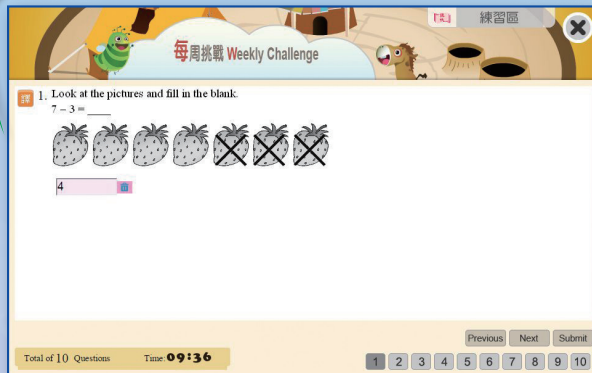 練習區
每周挑戰 Weekly Challenge
1. Look at the pictures and fill in the blank.
7 – 3 = ____
4
Previous Next Submit
Total of 10 Questions Time: 09:36
1 2 3 4 5 6 7 8 9 10